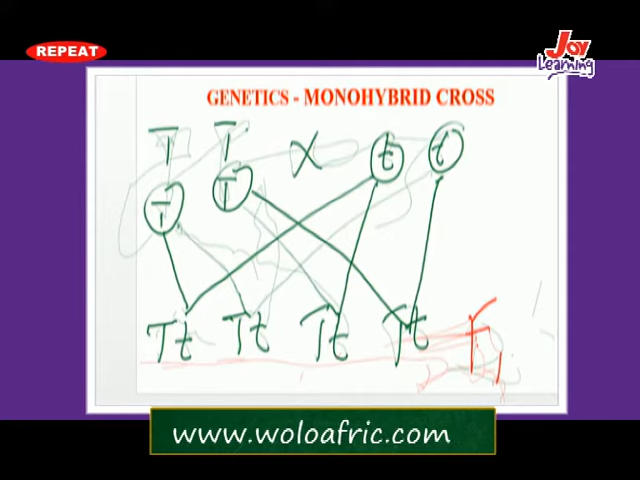 REPEAT
Joy
Learning
GENETICS - MONOHYBRID CROSS
T T X t t
T T
Tt Tt Tt Tt F1
www.woloafric.com